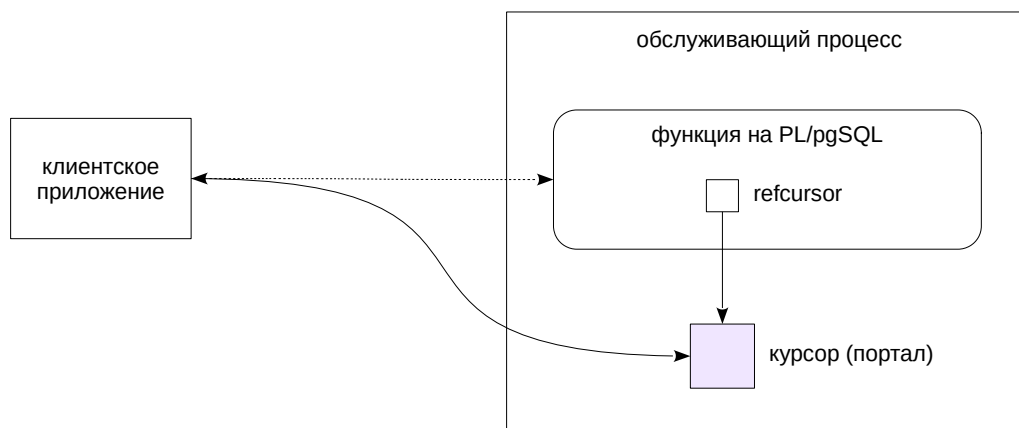 обслуживающий процесс
функция на PL/pgSQL
клиентское
приложение
refcursor
курсор (портал)